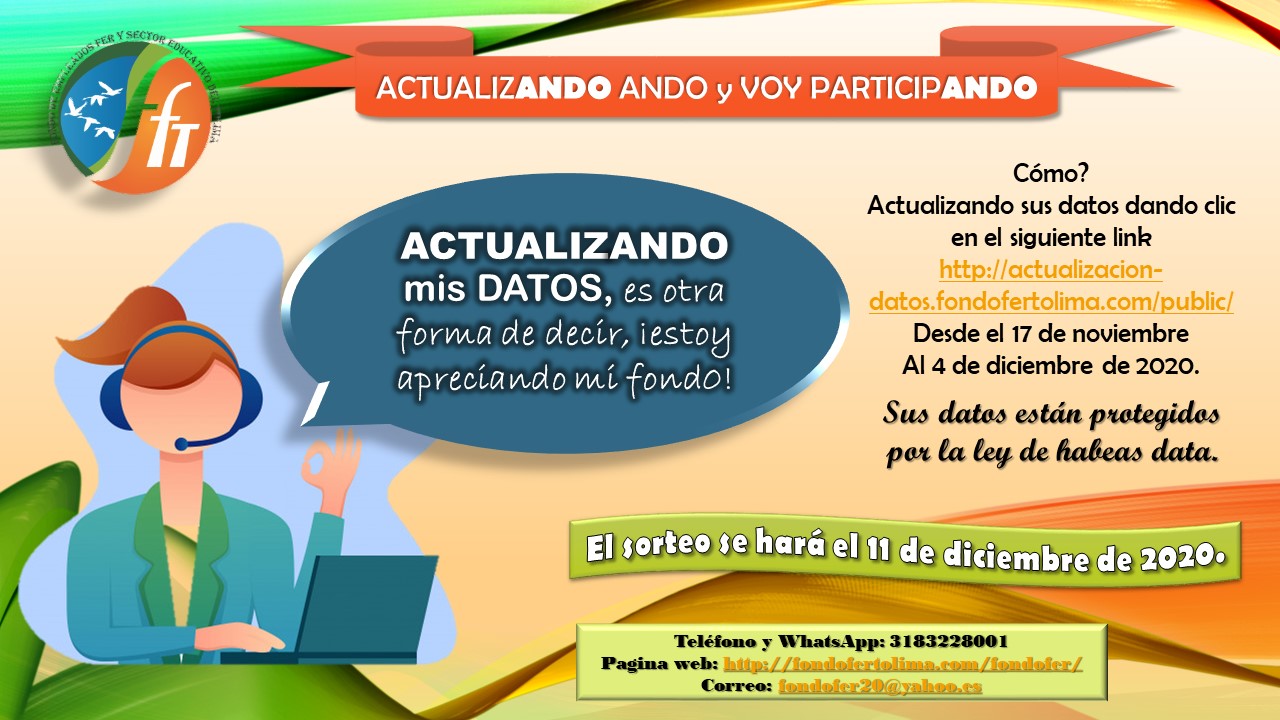 FER Y SECTOR EDUCATIVO
fT
ACTUALIZANDO ANDO y VOY PARTICIPANDO
ACTUALIZANDO
mis DATOS, es otra
forma de decir, ¡estoy
apreciando mi fondO!
Cómo?
Actualizando sus datos dando clic
en el siguiente link
http://actualizacion-
datos.fondofertolima.com/public/
Desde el 17 de noviembre
Al 4 de diciembre de 2020.
Sus datos están protegidos
por la ley de habeas data.
El sorteo se hará el 11 de diciembre de 2020.
Teléfono y WhatsApp: 3183228001
Pagina web: http://fondofertolima.com/fondofer/
Correo: fondofer20@yahoo.es